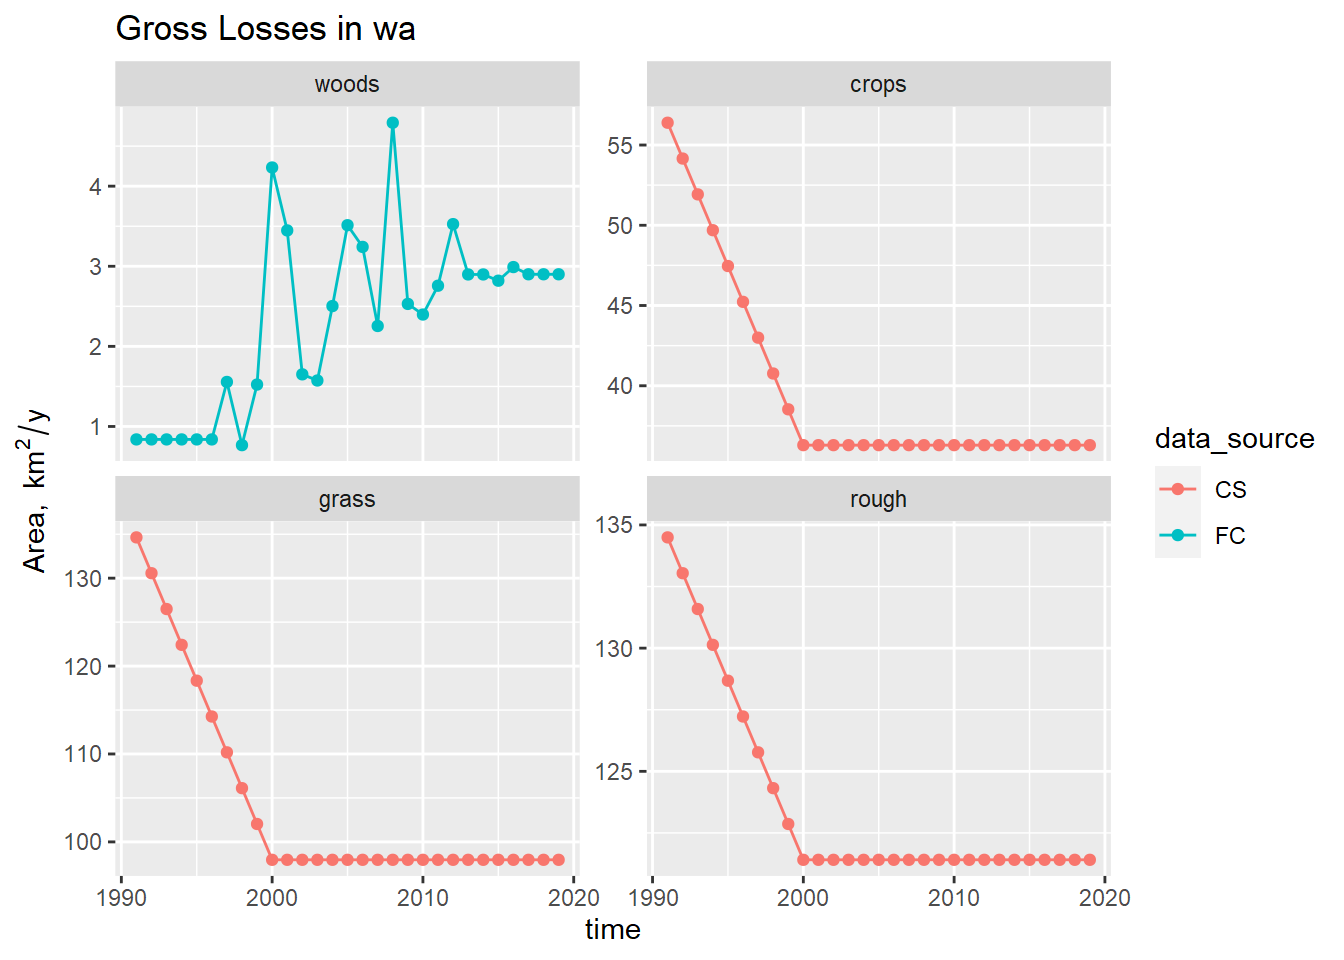 Gross Losses in wa
woods
crops
4
3
2
1
55
50
45
40
grass
rough
130
120
110
100
135
130
125
1990 2000 2010 2020
1990 2000 2010 2020
time
Area, km²/y
data_source
CS
FC